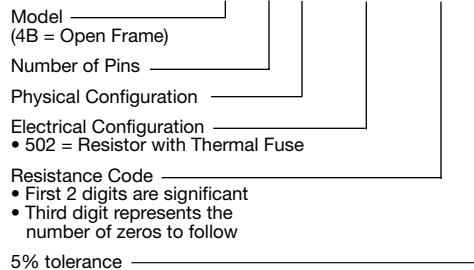 Model
(4B = Open Frame)
Number of Pins
Physical Configuration
Electrical Configuration
• 502 = Resistor with Thermal Fuse
Resistance Code
• First 2 digits are significant
• Third digit represents the
number of zeros to follow
5% tolerance